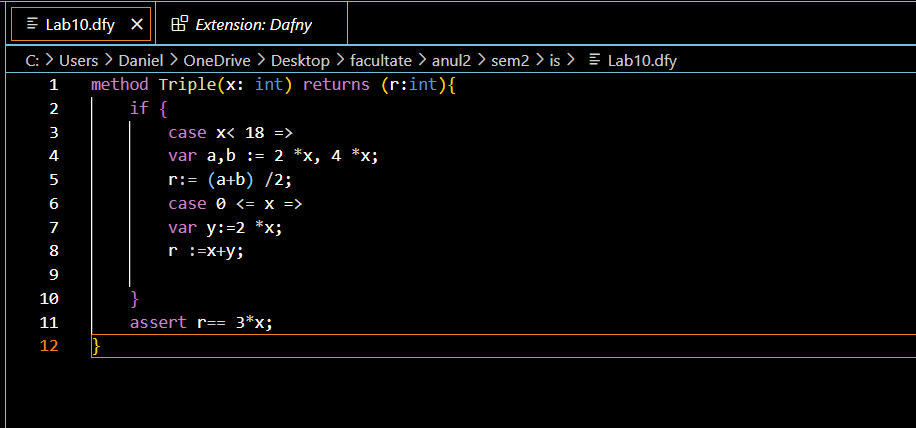 Lab10.dfy × Extension: Dafny
C: > Users > Daniel > OneDrive > Desktop > facultate > anul2 > sem2 > is > Lab10.dfy
1 method Triple(x: int) returns (r:int){
2 if {
3 case x< 18 =>
4 var a,b := 2 *x, 4 *x;
5 r:= (a+b) /2;
6 case 0 <= x =>
7 var y:=2 *x;
8 r :=x+y;
9
10 }
11 assert r== 3*x;
12 }